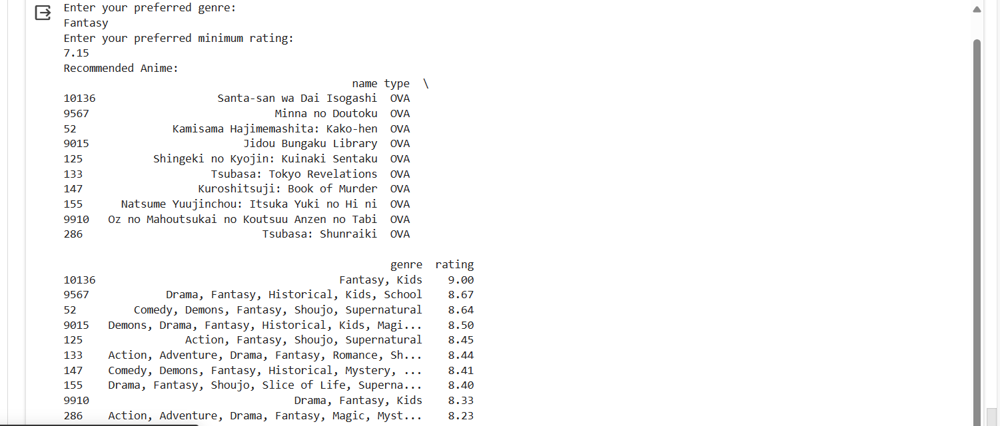 Enter your preferred genre:
Fantasy
Enter your preferred minimum rating:
7.15
Recommended Anime:
name type \
10136 Santa-san wa Dai Isogashi OVA
9567 Minna no Doutoku OVA
52 Kamisama Hajimemashita: Kako-hen OVA
9015 Jidou Bungaku Library OVA
125 Shingeki no Kyojin: Kuinaki Sentaku OVA
133 Tsubasa: Tokyo Revelations OVA
147 Kuroshitsuji: Book of Murder OVA
155 Natsume Yuujinchou: Itsuka Yuki no Hi ni OVA
9910 Oz no Mahoutsukai no Koutsuu Anzen no Tabi OVA
286 Tsubasa: Shunraiki OVA
genre rating
10136 Fantasy, Kids 9.00
9567 Drama, Fantasy, Historical, Kids, School 8.67
52 Comedy, Demons, Fantasy, Shoujo, Supernatural 8.64
9015 Demons, Drama, Fantasy, Historical, Kids, Magi... 8.50
125 Action, Fantasy, Shoujo, Supernatural 8.45
133 Action, Adventure, Drama, Fantasy, Romance, Sh... 8.44
147 Comedy, Demons, Fantasy, Historical, Mystery, ... 8.41
155 Drama, Fantasy, Shoujo, Slice of Life, Superna... 8.40
9910 Drama, Fantasy, Kids 8.33
286 Action, Adventure, Drama, Fantasy, Magic, Myst... 8.23